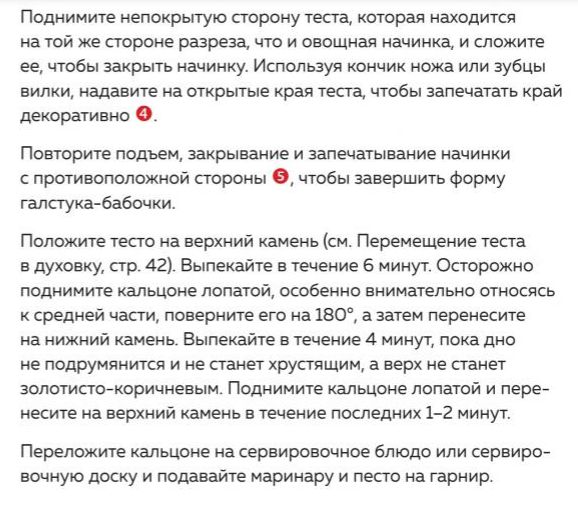 Поднимите непокрытую сторону теста, которая находится
на той же стороне разреза, что и овощная начинка, и сложите
ее, чтобы закрыть начинку. Используя кончик ножа или зубцы
вилки, надавите на открытые края теста, чтобы запечатать край
декоративно 4.
Повторите подъем, закрывание и запечатывание начинки
с противоположной стороны 5, чтобы завершить форму
галстука-бабочки.
Положите тесто на верхний камень (см. Перемещение теста
в духовку, стр. 42). Выпекайте в течение 6 минут. Осторожно
поднимите кальцоне лопатой, особенно внимательно относясь
к средней части, поверните его на 180°, а затем перенесите
на нижний камень. Выпекайте в течение 4 минут, пока дно
не подрумянится и не станет хрустящим, а верх не станет
золотисто-коричневым. Поднимите кальцоне лопатой и пере-
несите на верхний камень в течение последних 1–2 минут.
Переложите кальцоне на сервировочное блюдо или сервиро-
вочную доску и подавайте маринару и песто на гарнир.